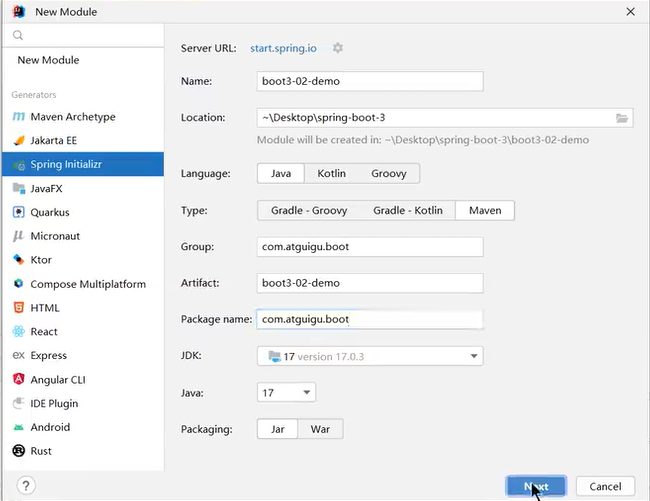 New Module
New Module
Generators
Maven Archetype
Jakarta EE
Spring Initializr
JavaFX
Quarkus
Micronaut
Ktor
Compose Multiplatform
HTML
React
Express
Angular CLI
IDE Plugin
Android
Rust
Server URL: start.spring.io
Name: boot3-02-demo
Location: ~\Desktop\spring-boot-3
Module will be created in: ~\Desktop\spring-boot-3\boot3-02-demo
Language: Java Kotlin Groovy
Type: Gradle - Groovy Gradle - Kotlin Maven
Group: com.atguigu.boot
Artifact: boot3-02-demo
Package name: com.atguigu.boot
JDK: 17 version 17.0.3
Java: 17
Packaging: Jar War
? Next Cancel